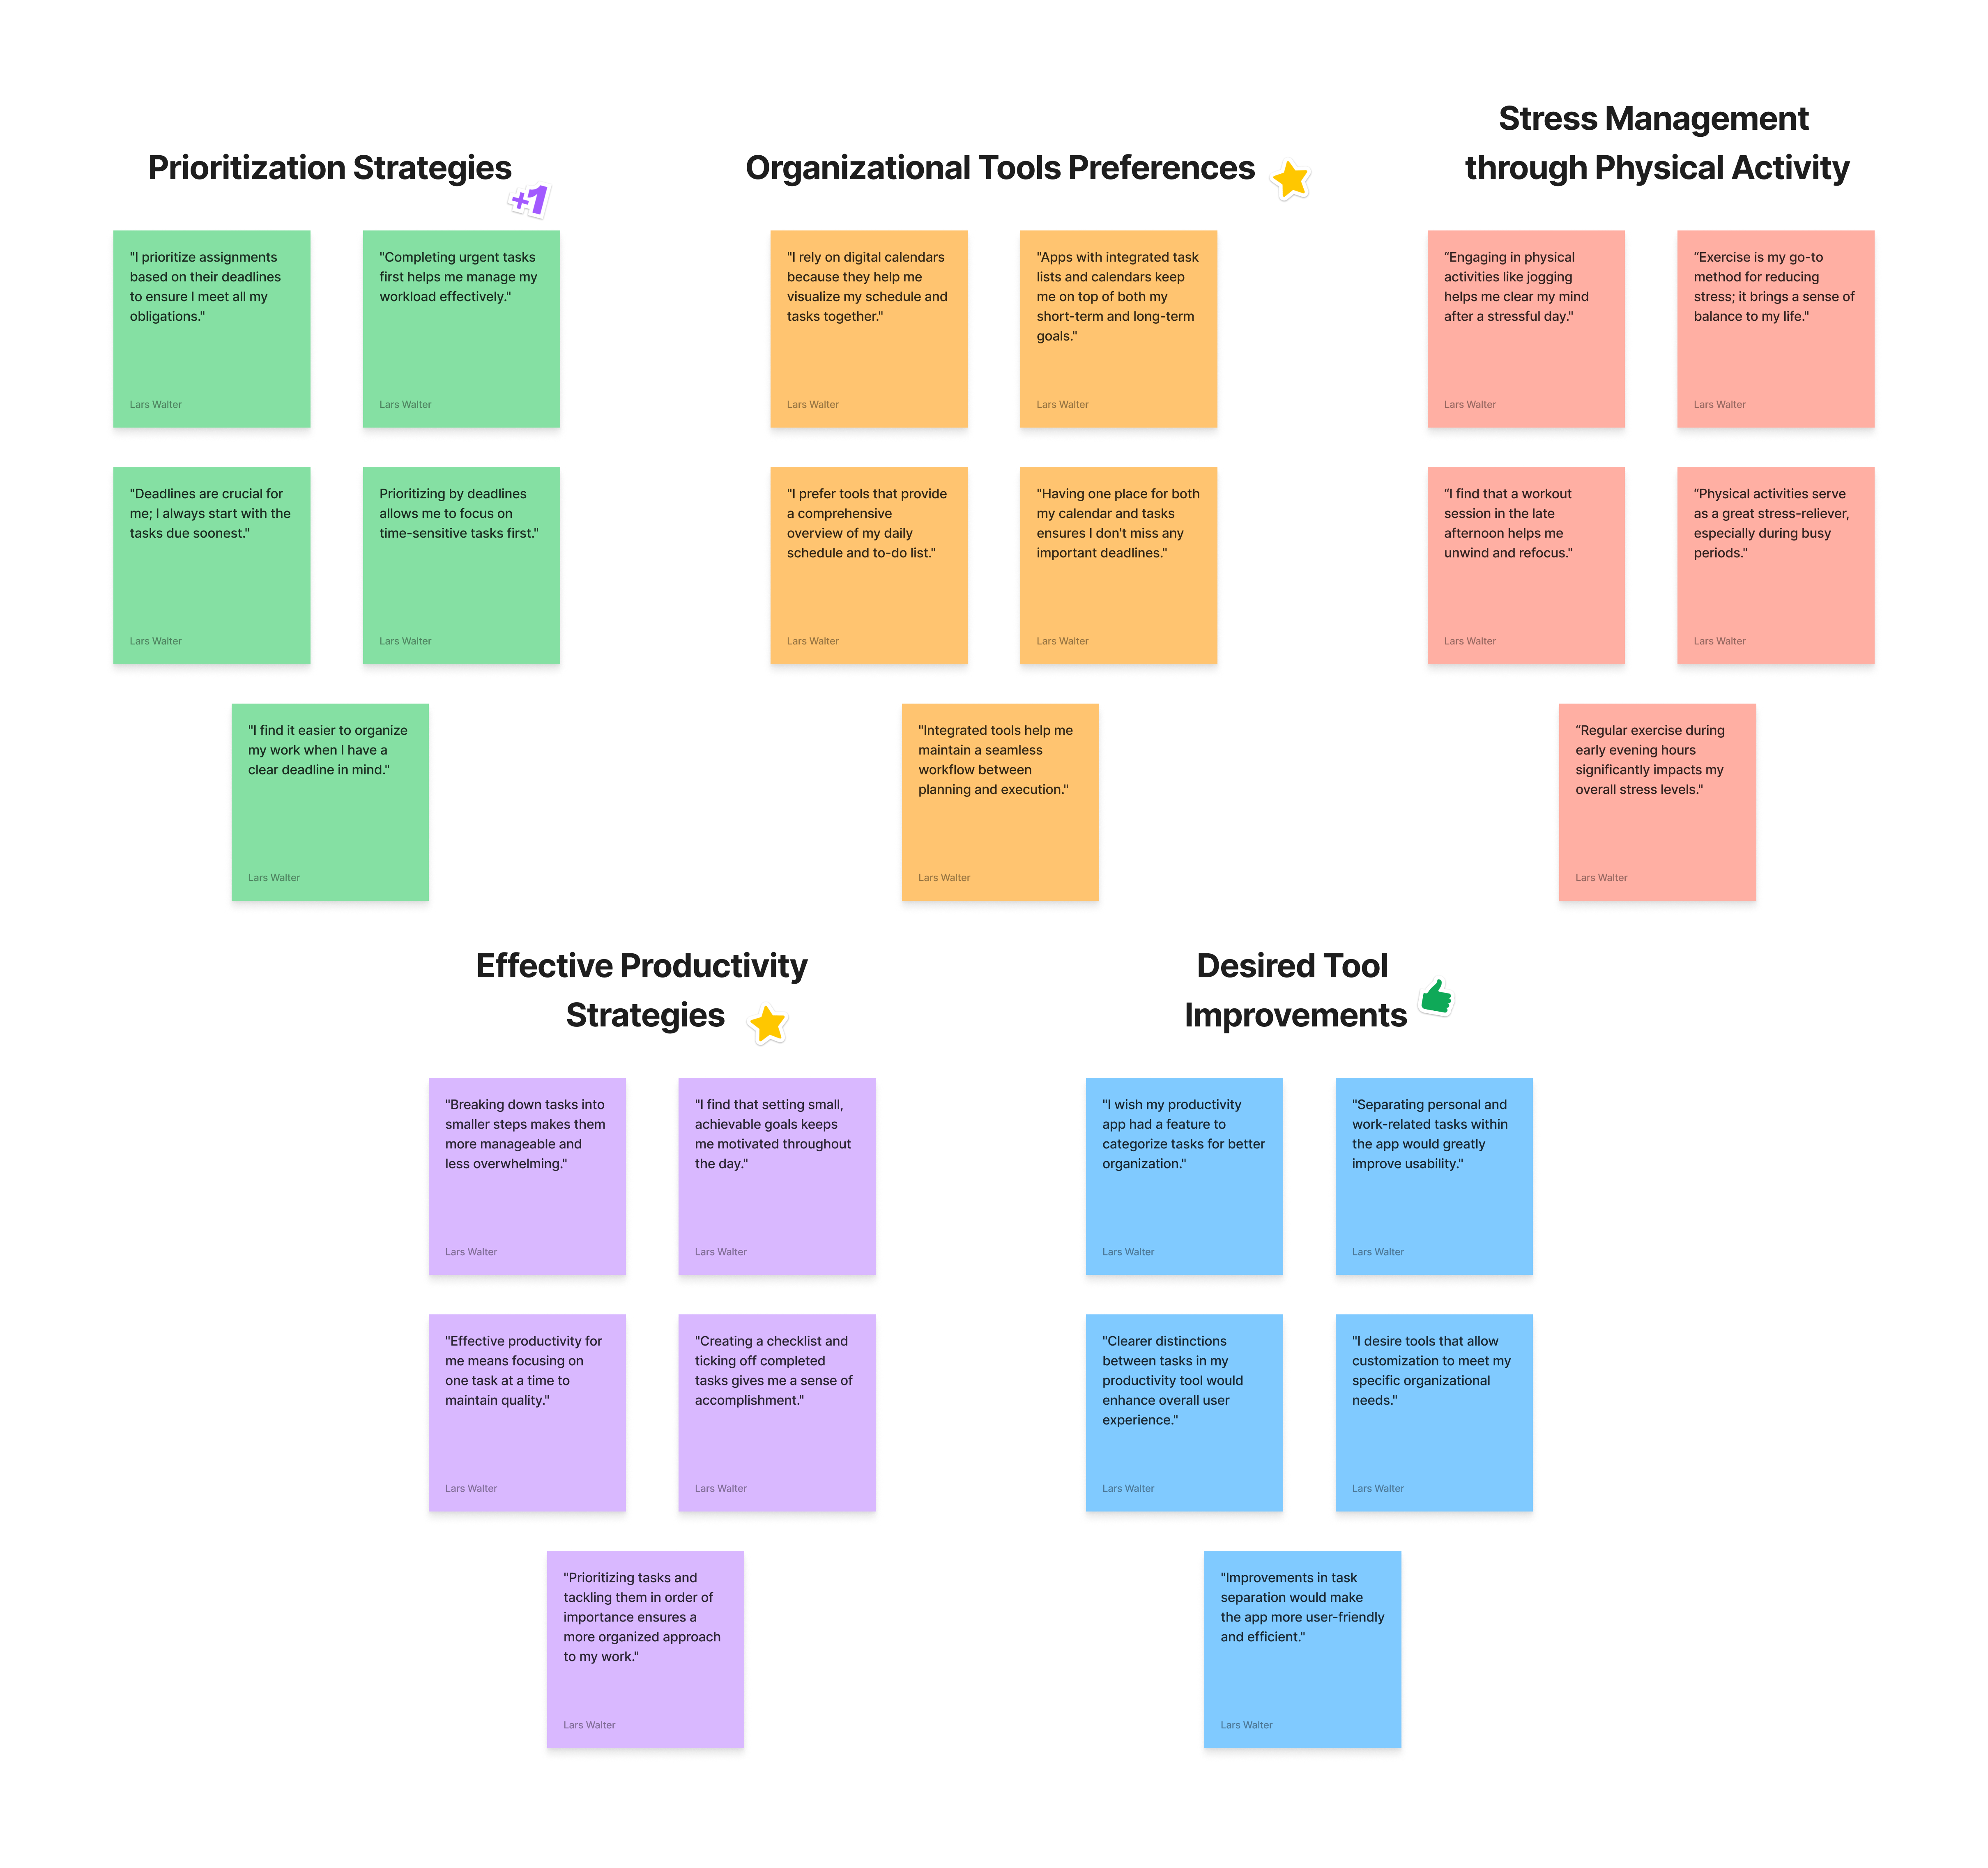 Prioritization Strategies
+1
"I prioritize assignments
based on their deadlines
to ensure I meet all my
obligations."
Lars Walter
"Completing urgent tasks
first helps me manage my
workload effectively."
Lars Walter
"Deadlines are crucial for
me; I always start with the
tasks due soonest."
Lars Walter
Prioritizing by deadlines
allows me to focus on
time-sensitive tasks first."
Lars Walter
"I find it easier to organize
my work when I have a
clear deadline in mind."
Lars Walter
Organizational Tools Preferences
"I rely on digital calendars
because they help me
visualize my schedule and
tasks together."
Lars Walter
"Apps with integrated task
lists and calendars keep
me on top of both my
short-term and long-term
goals."
Lars Walter
"I prefer tools that provide
a comprehensive
overview of my daily
schedule and to-do list."
Lars Walter
"Having one place for both
my calendar and tasks
ensures I don't miss any
important deadlines."
Lars Walter
"Integrated tools help me
maintain a seamless
workflow between
planning and execution."
Lars Walter
Stress Management
through Physical Activity
“Engaging in physical
activities like jogging
helps me clear my mind
after a stressful day."
Lars Walter
“Exercise is my go-to
method for reducing
stress; it brings a sense of
balance to my life."
Lars Walter
“I find that a workout
session in the late
afternoon helps me
unwind and refocus."
Lars Walter
“Physical activities serve
as a great stress-reliever,
especially during busy
periods."
Lars Walter
“Regular exercise during
early evening hours
significantly impacts my
overall stress levels."
Lars Walter
Effective Productivity
Strategies
"Breaking down tasks into
smaller steps makes them
more manageable and
less overwhelming."
Lars Walter
"I find that setting small,
achievable goals keeps
me motivated throughout
the day."
Lars Walter
"Effective productivity for
me means focusing on
one task at a time to
maintain quality."
Lars Walter
"Creating a checklist and
ticking off completed
tasks gives me a sense of
accomplishment."
Lars Walter
"Prioritizing tasks and
tackling them in order of
importance ensures a
more organized approach
to my work."
Lars Walter
Desired Tool
Improvements
"I wish my productivity
app had a feature to
categorize tasks for better
organization."
Lars Walter
"Separating personal and
work-related tasks within
the app would greatly
improve usability."
Lars Walter
"Clearer distinctions
between tasks in my
productivity tool would
enhance overall user
experience."
Lars Walter
"I desire tools that allow
customization to meet my
specific organizational
needs."
Lars Walter
"Improvements in task
separation would make
the app more user-friendly
and efficient."
Lars Walter